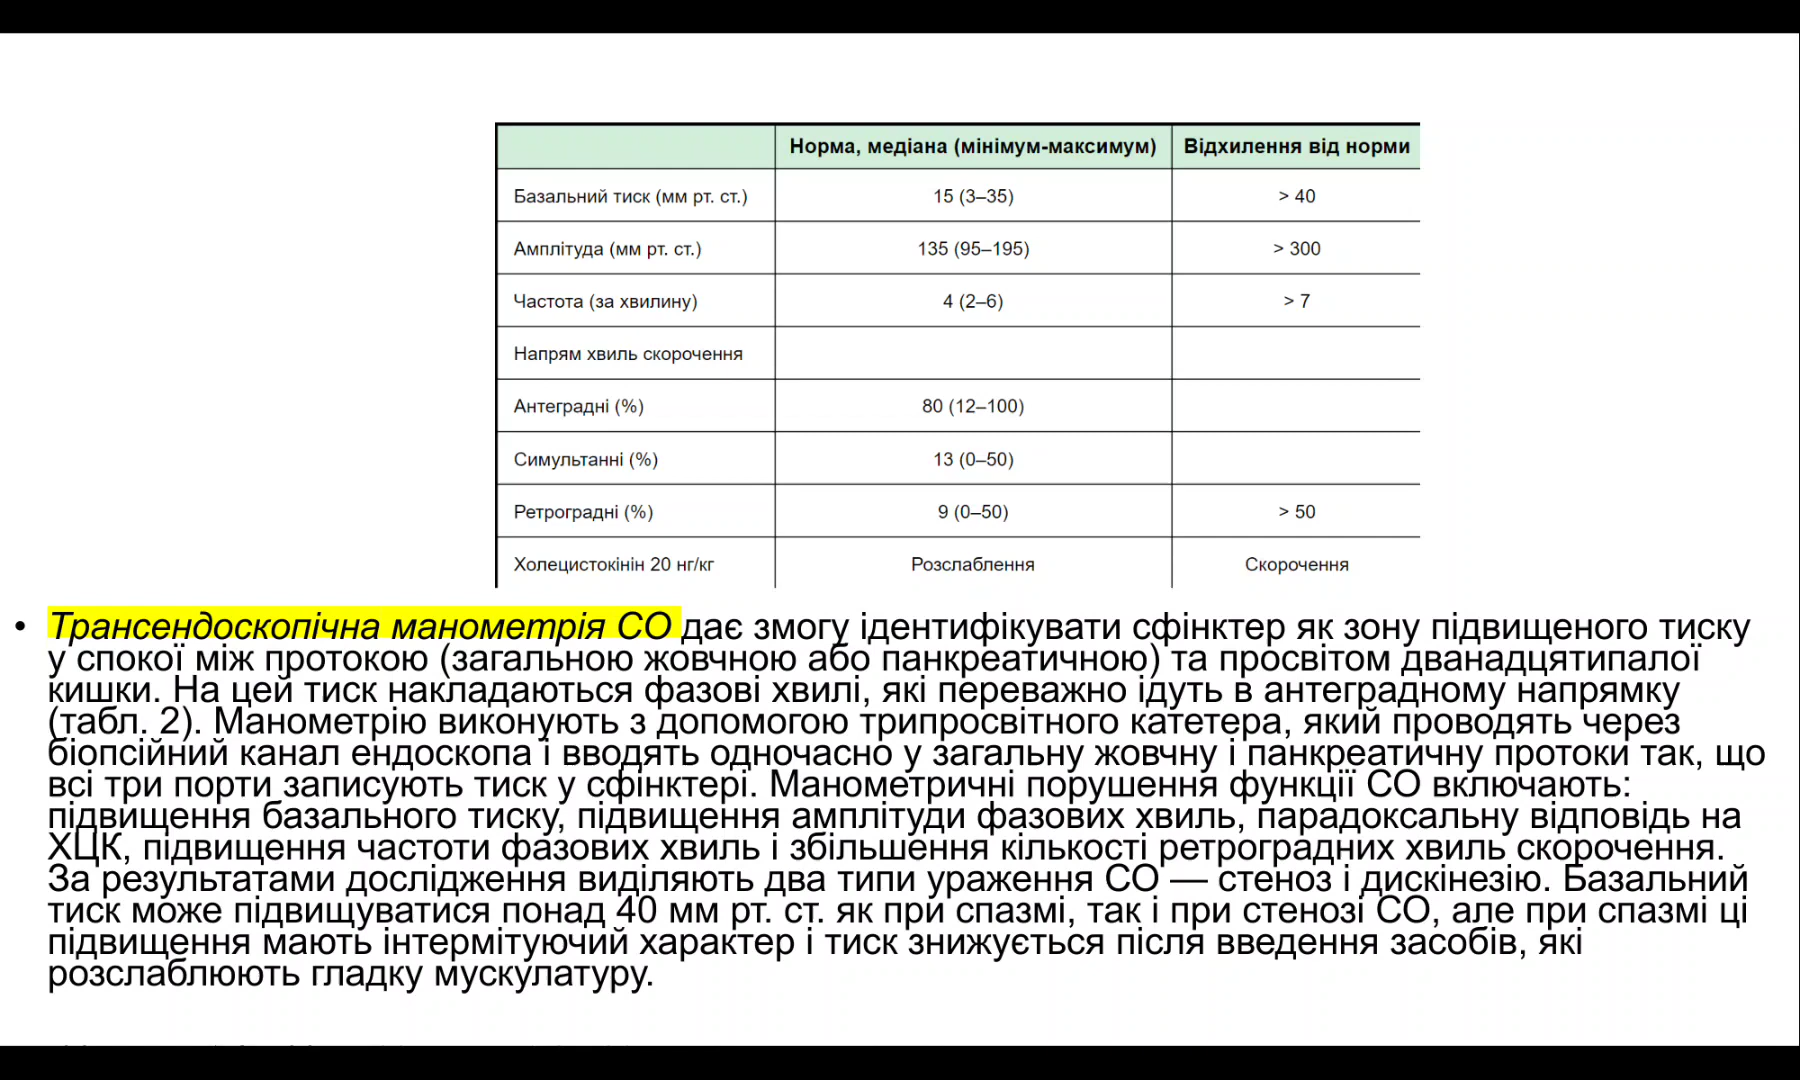 Норма, медіана (мінімум-максимум) Відхилення від норми
Базальний тиск (мм рт. ст.) 15 (3–35) > 40
Амплітуда (мм рт. ст.) 135 (95–195) > 300
Частота (за хвилину) 4 (2–6) > 7
Напрям хвиль скорочення
Антеградні (%) 80 (12–100)
Симультанні (%) 13 (0–50)
Ретроградні (%) 9 (0–50) > 50
Холецистокінін 20 нг/кг Розслаблення Скорочення
• Трансендоскопічна манометрія СО дає змогу ідентифікувати сфінктер як зону підвищеного тиску
у спокої між протокою (загальною жовчною або панкреатичною) та просвітом дванадцятипалої
кишки. На цей тиск накладаються фазові хвилі, які переважно ідуть в антеградному напрямку
(табл. 2). Манометрію виконують з допомогою трипросвітного катетера, який проводять через
біопсійний канал ендоскопа і вводять одночасно у загальну жовчну і панкреатичну протоки так, що
всі три порти записують тиск у сфінктері. Манометричні порушення функції СО включають:
підвищення базального тиску, підвищення амплітуди фазових хвиль, парадоксальну відповідь на
ХЦК, підвищення частоти фазових хвиль і збільшення кількості ретроградних хвиль скорочення.
За результатами дослідження виділяють два типи ураження СО — стеноз і дискінезію. Базальний
тиск може підвищуватися понад 40 мм рт. ст. як при спазмі, так і при стенозі СО, але при спазмі ці
підвищення мають інтермітуючий характер і тиск знижується після введення засобів, які
розслаблюють гладку мускулатуру.